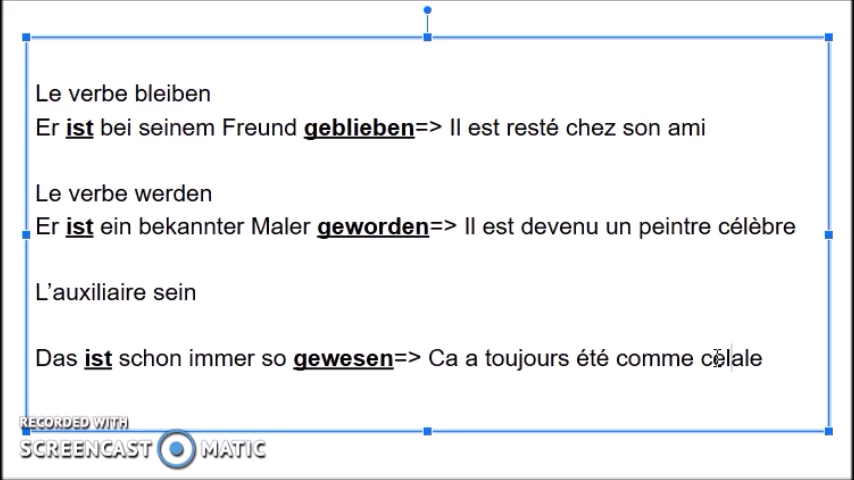 Le verbe bleiben
Er ist bei seinem Freund geblieben=> Il est resté chez son ami
Le verbe werden
Er ist ein bekannter Maler geworden=> Il est devenu un peintre célèbre
L'auxiliaire sein
Das ist schon immer so gewesen=> Ca a toujours été comme célale
RECORDED WITH
SCREENCAST MATIC